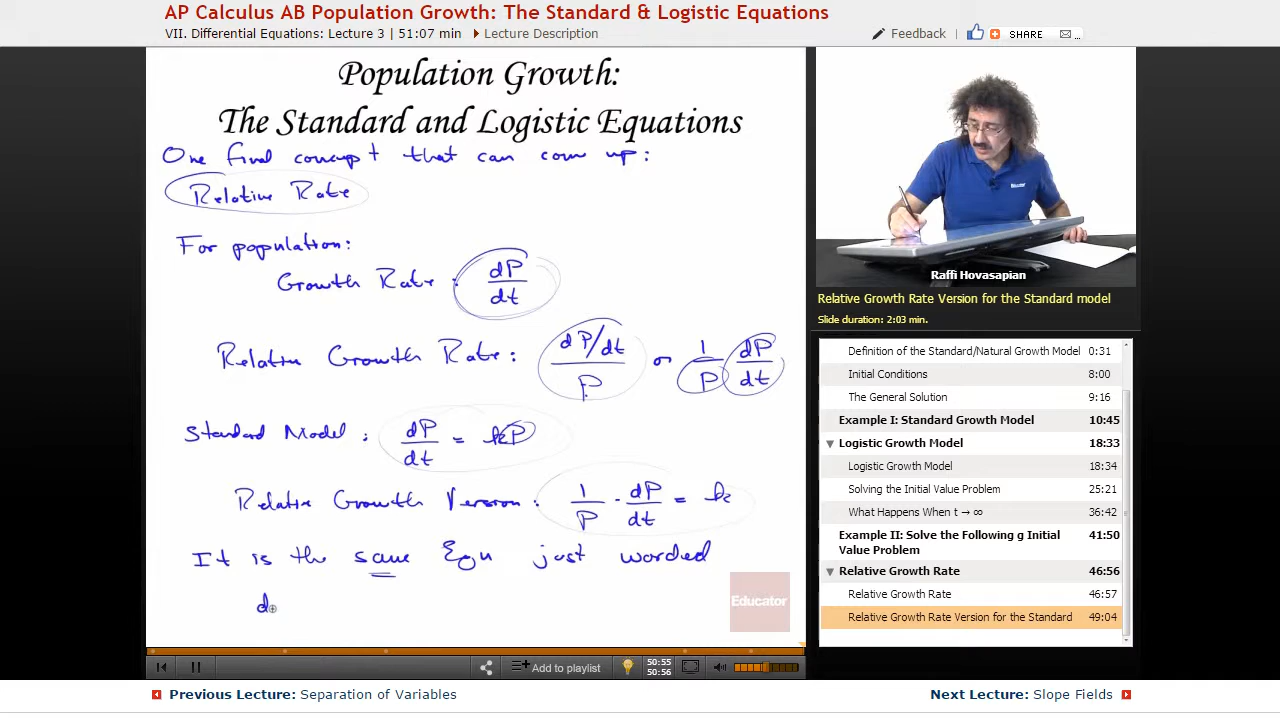 AP Calculus AB Population Growth: The Standard & Logistic Equations
VII. Differential Equations: Lecture 3 | 51:07 min Lecture Description
Feedback SHARE
Population Growth:
The Standard and Logistic Equations
One final concept that can com up:
Relative Rate
For population:
Growth Rate : dP/dt
Relativ Growth Rate : dP/dt / P or 1/P dP/dt
Standard Model : dP/dt = kP
Relativ Growth Version : 1/P · dP/dt = k
It is the same Eqn just worded
d
Educator
Educator
Raffi Hovasapian
Relative Growth Rate Version for the Standard model
Slide duration: 2:03 min.
Definition of the Standard/Natural Growth Model 0:31
Initial Conditions 8:00
The General Solution 9:16
Example I: Standard Growth Model 10:45
Logistic Growth Model 18:33
Logistic Growth Model 18:34
Solving the Initial Value Problem 25:21
What Happens When t → ∞ 36:42
Example II: Solve the Following g Initial
Value Problem 41:50
Relative Growth Rate 46:56
Relative Growth Rate 46:57
Relative Growth Rate Version for the Standard 49:04
Add to playlist
50:55
50:56
Previous Lecture: Separation of Variables
Next Lecture: Slope Fields